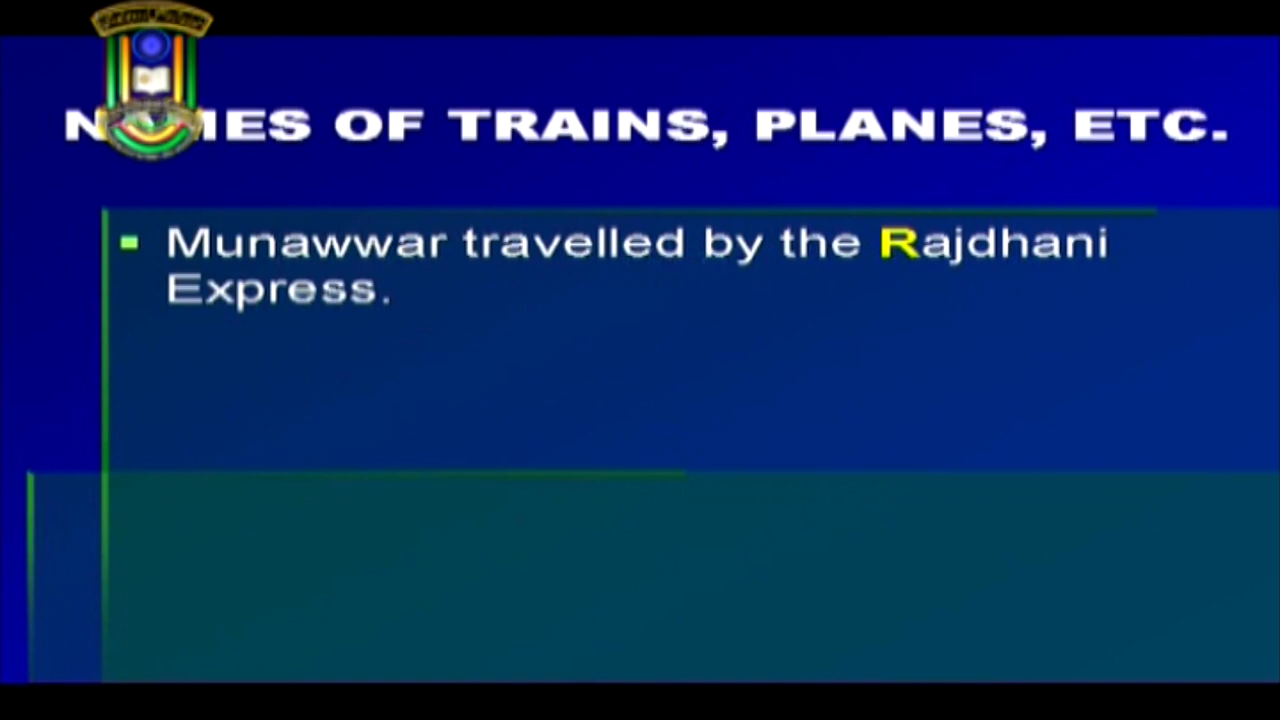 OF TRAINS, PLANES, ETC.
Munawwar travelled by the Rajdhani
Express.